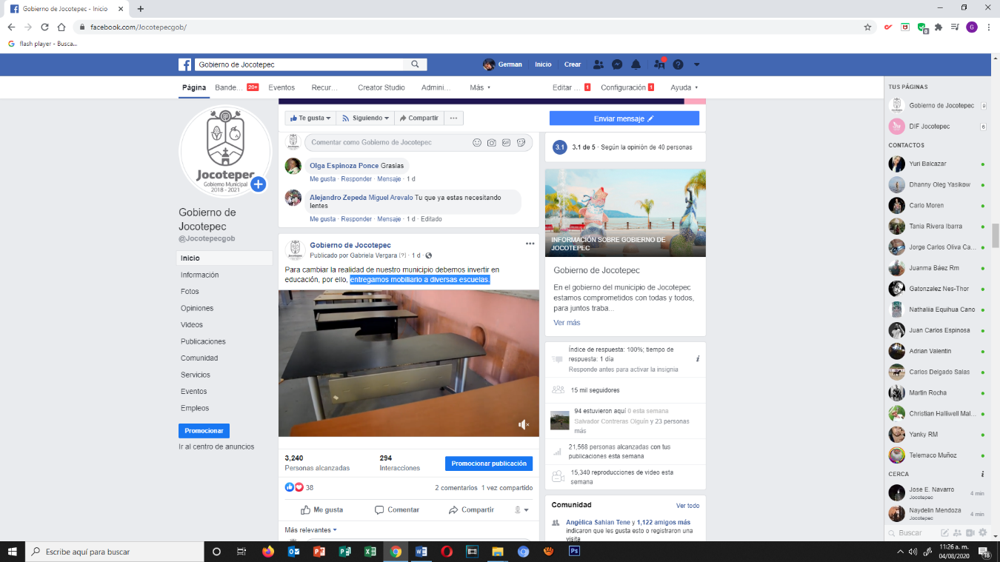 Gobierno de Jocotepec - Inicio
facebook.com/Jocotepecgob/
flash player - Busca...
Gobierno de Jocotepec
German Inicio Crear
Página Bande... 20+ Eventos Recur... Creator Studio Admini... Más Editar ... 1 Configuración 1 Ayuda
Te gusta Siguiendo Compartir ... Enviar mensaje
Jocotepec
Gobierno Municipal
2018 - 2021
Gobierno de
Jocotepec
@Jocotepecgob
Inicio
Información
Fotos
Opiniones
Videos
Publicaciones
Comunidad
Servicios
Eventos
Empleos
Promocionar
Ir al centro de anuncios
Comentar como Gobierno de Jocotepec
Olga Espinoza Ponce Grasias
Me gusta · Responder · Mensaje · 1 d
Alejandro Zepeda Miguel Arevalo Tu que ya estas necesitando
lentes
Me gusta · Responder · Mensaje · 1 d · Editado
Gobierno de Jocotepec
Publicado por Gabriela Vergara [?] · 1 d ·
Para cambiar la realidad de nuestro municipio debemos invertir en
educación, por ello, entregamos mobiliario a diversas escuelas.
3,240
Personas alcanzadas
294
Interacciones
Promocionar publicación
38 2 comentarios 1 vez compartido
Me gusta Comentar Compartir
Más relevantes
3.1 3.1 de 5 · Según la opinión de 40 personas
INFORMACIÓN SOBRE GOBIERNO DE
JOCOTEPEC
Gobierno de Jocotepec
En el gobierno del municipio de Jocotepec
estamos comprometidos con todas y todos,
para juntos traba...
Ver más
Índice de respuesta: 100%; tiempo de
respuesta: 1 día
Responde antes para activar la insignia
15 mil seguidores
94 estuvieron aquí 0 esta semana
Salvador Contreras Olguín y 23 personas
más
21,568 personas alcanzadas con tus
publicaciones esta semana
15,340 reproducciones de video esta
semana
Comunidad Ver todo
Angélica Sahian Tene y 1,122 amigos más
indicaron que les gusta esto o registraron una
visita
TUS PÁGINAS
Gobierno de Jocotepec 9
DIF Jocotepec 6
CONTACTOS
Yuri Balcazar
Dhanny Oleg Yasikow
Carlo Moren
Tania Rivera Ibarra
Jorge Carlos Oliva Ca...
Juanma Báez Rm
Gatonzalez Nes-Thor
Nathaliia Equihua Cano
Juan Carlos Espinosa
Adrian Valentin
Carlos Delgado Salas
Martin Rocha
Christian Halliwell Mal...
Yanky RM
Telemaco Muñoz
CERCA
Jose E. Navarro 4 min
Jocotepec
Naydelin Mendoza 4 min
Jocotepec
Buscar
Escribe aquí para buscar
11:26 a. m.
04/08/2020
18